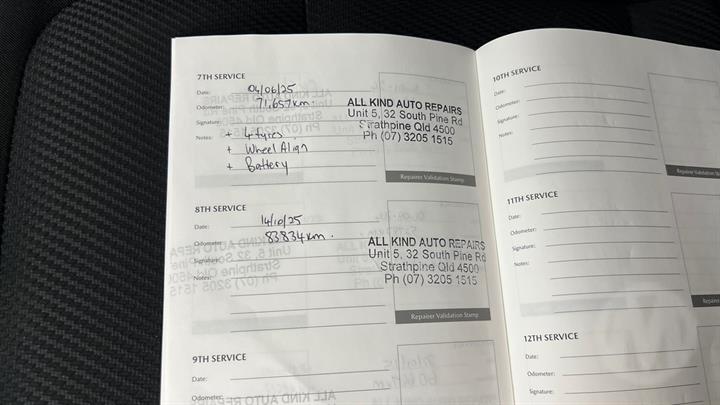 7TH SERVICE
Date: 04/06/25
Odometer: 71,657km.
Signature:
Notes: + 4 tyres.
+ Wheel Align
+ Battery
ALL KIND AUTO REPAIRS
Unit 5, 32 South Pine Rd
Strathpine Qld 4500
Ph (07) 3205 1515
Repairer Validation Stamp
8TH SERVICE
Date: 14/10/25
Odometer: 83834km.
Signature:
Notes:
ALL KIND AUTO REPAIRS
Unit 5, 32 South Pine Rd
Strathpine Qld 4500
Ph (07) 3205 1515
Repairer Validation Stamp
9TH SERVICE
Date:
Odometer:
10TH SERVICE
Date:
Odometer:
Signature:
Notes:
Repairer Validation
11TH SERVICE
Date:
Odometer:
Signature:
Notes:
12TH SERVICE
Date:
Odometer:
Signature: